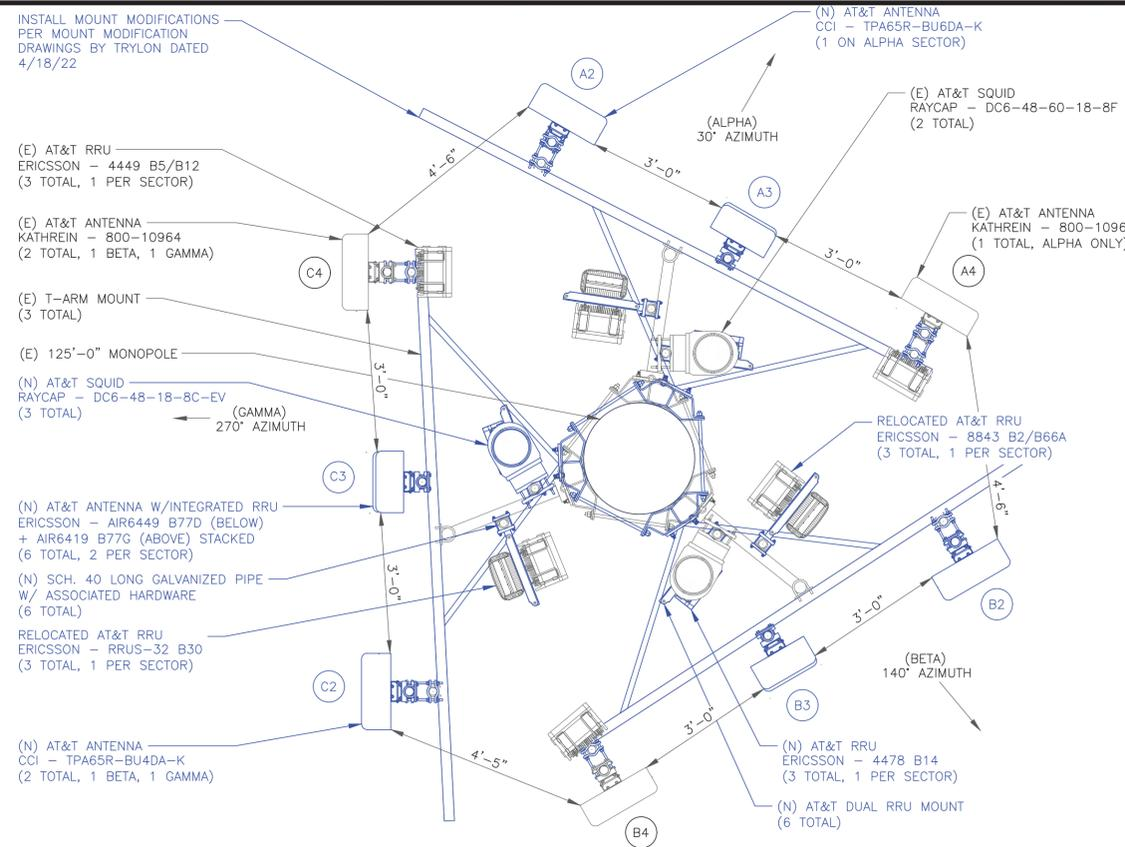 INSTALL MOUNT MODIFICATIONS
PER MOUNT MODIFICATION
DRAWINGS BY TRYLON DATED
4/18/22
(N) AT&T ANTENNA
CCI – TPA65R–BU6DA–K
(1 ON ALPHA SECTOR)
A2
(ALPHA)
30° AZIMUTH
(E) AT&T SQUID
RAYCAP – DC6–48–60–18–8F
(2 TOTAL)
(E) AT&T RRU
ERICSSON – 4449 B5/B12
(3 TOTAL, 1 PER SECTOR)
4'–6"
3'–0"
A3
(E) AT&T ANTENNA
KATHREIN – 800–1096
(1 TOTAL, ALPHA ONLY)
3'–0"
A4
(E) AT&T ANTENNA
KATHREIN – 800–10964
(2 TOTAL, 1 BETA, 1 GAMMA)
C4
(E) T–ARM MOUNT
(3 TOTAL)
(E) 125'–0" MONOPOLE
(N) AT&T SQUID
RAYCAP – DC6–48–18–8C–EV
(3 TOTAL)
3'–0"
(GAMMA)
270° AZIMUTH
RELOCATED AT&T RRU
ERICSSON – 8843 B2/B66A
(3 TOTAL, 1 PER SECTOR)
4'–6"
C3
(N) AT&T ANTENNA W/INTEGRATED RRU
ERICSSON – AIR6449 B77D (BELOW)
+ AIR6419 B77G (ABOVE) STACKED
(6 TOTAL, 2 PER SECTOR)
3'–0"
(N) SCH. 40 LONG GALVANIZED PIPE
W/ ASSOCIATED HARDWARE
(6 TOTAL)
RELOCATED AT&T RRU
ERICSSON – RRUS–32 B30
(3 TOTAL, 1 PER SECTOR)
B2
3'–0"
(BETA)
140° AZIMUTH
C2
B3
3'–0"
(N) AT&T ANTENNA
CCI – TPA65R–BU4DA–K
(2 TOTAL, 1 BETA, 1 GAMMA)
4'–5"
(N) AT&T RRU
ERICSSON – 4478 B14
(3 TOTAL, 1 PER SECTOR)
(N) AT&T DUAL RRU MOUNT
(6 TOTAL)
B4